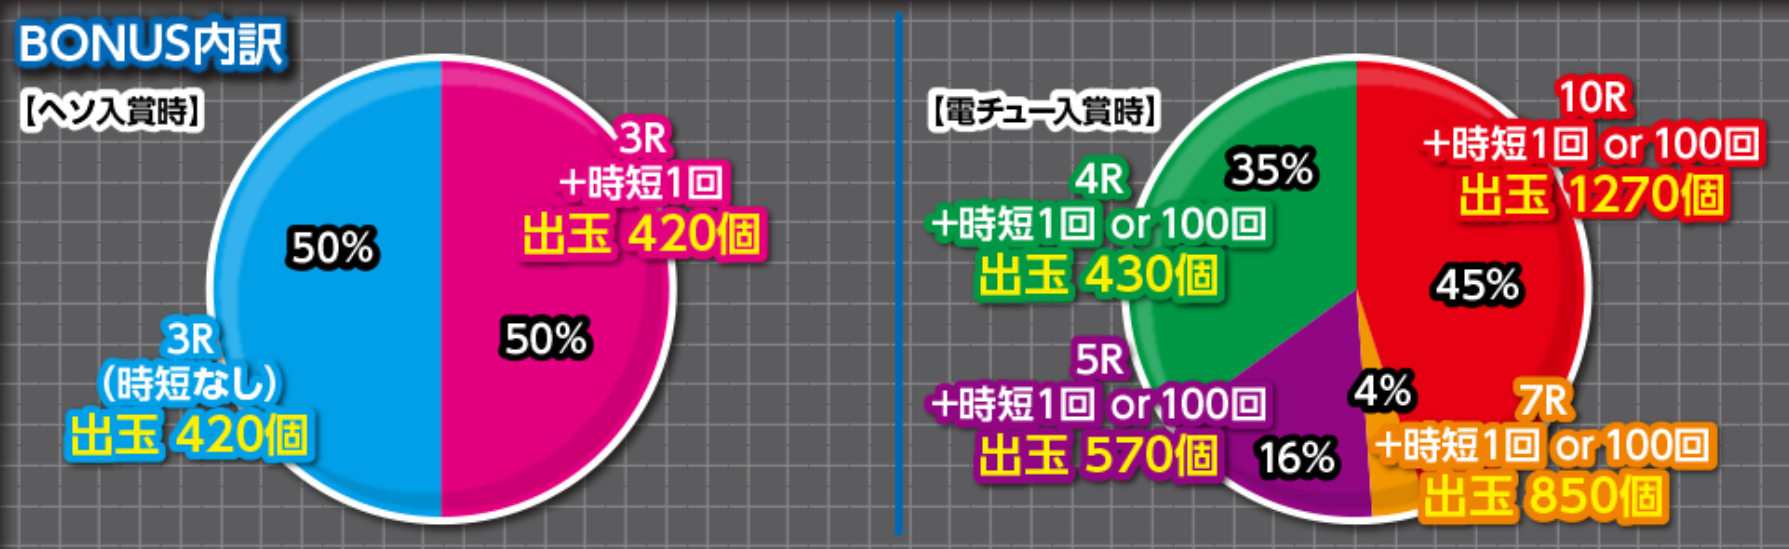 BONUS内訳
【ヘソ入賞時】
3R
+時短1回
出玉 420個
50%
50%
3R
(時短なし)
出玉 420個
【電チュー入賞時】
10R
+時短1回 or 100回
出玉 1270個
45%
35%
4R
+時短1回 or 100回
出玉 430個
5R
+時短1回 or 100回
出玉 570個
16%
4%
7R
+時短1回 or 100回
出玉 850個